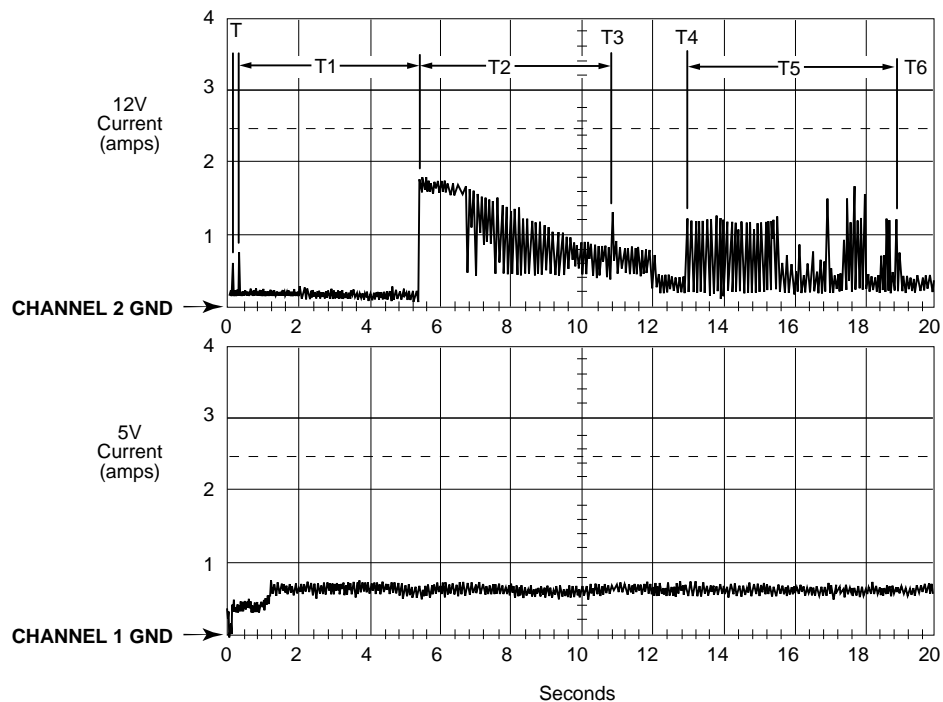 4
T
T3
T4
T1
T2
T5
T6
3
12V
Current
(amps)
2
1
CHANNEL 2 GND
0 2 4 6 8 10 12 14 16 18 20
4
3
5V
Current
(amps)
2
1
CHANNEL 1 GND
0 2 4 6 8 10 12 14 16 18 20
Seconds